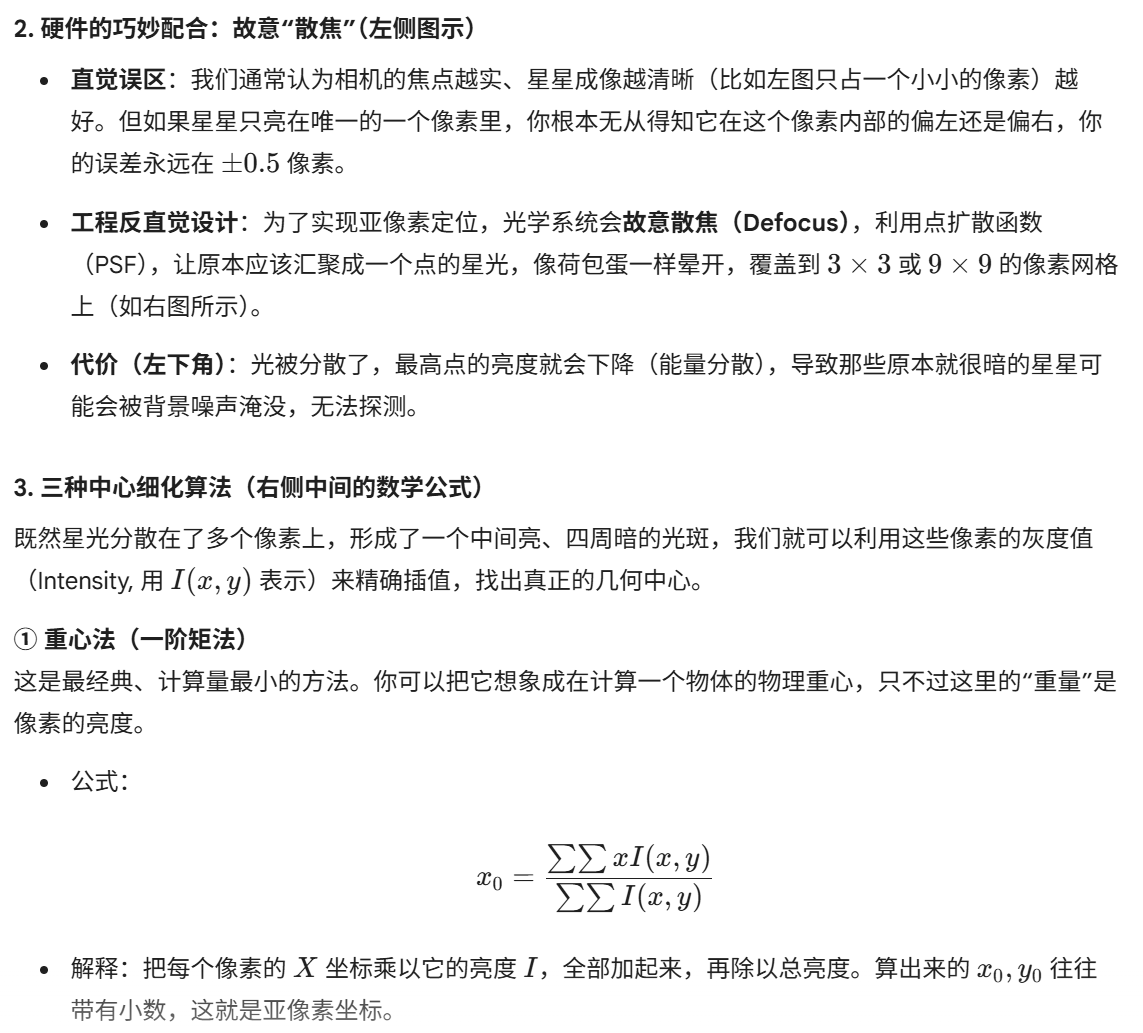 2. 硬件的巧妙配合：故意“散焦”（左侧图示）
• 直觉误区：我们通常认为相机的焦点越实、星星成像越清晰（比如左图只占一个小小的像素）越
好。但如果星星只亮在唯一的一个像素里，你根本无从得知它在这个像素内部的偏左还是偏右，你
的误差永远在 ±0.5 像素。
• 工程反直觉设计：为了实现亚像素定位，光学系统会故意散焦（Defocus），利用点扩散函数
（PSF），让原本应该汇聚成一个点的星光，像荷包蛋一样晕开，覆盖到 3 × 3 或 9 × 9 的像素网格
上（如右图所示）。
• 代价（左下角）：光被分散了，最高点的亮度就会下降（能量分散），导致那些原本就很暗的星星可
能会被背景噪声淹没，无法探测。
3. 三种中心细化算法（右侧中间的数学公式）
既然星光分散在了多个像素上，形成了一个中间亮、四周暗的光斑，我们就可以利用这些像素的灰度值
（Intensity, 用 I(x, y) 表示）来精确插值，找出真正的几何中心。
① 重心法（一阶矩法）
这是最经典、计算量最小的方法。你可以把它想象成在计算一个物体的物理重心，只不过这里的“重量”是
像素的亮度。
• 公式：
x₀ = ∑∑ xI(x, y) / ∑∑ I(x, y)
• 解释：把每个像素的 X 坐标乘以它的亮度 I，全部加起来，再除以总亮度。算出来的 x₀, y₀ 往往
带有小数，这就是亚像素坐标。